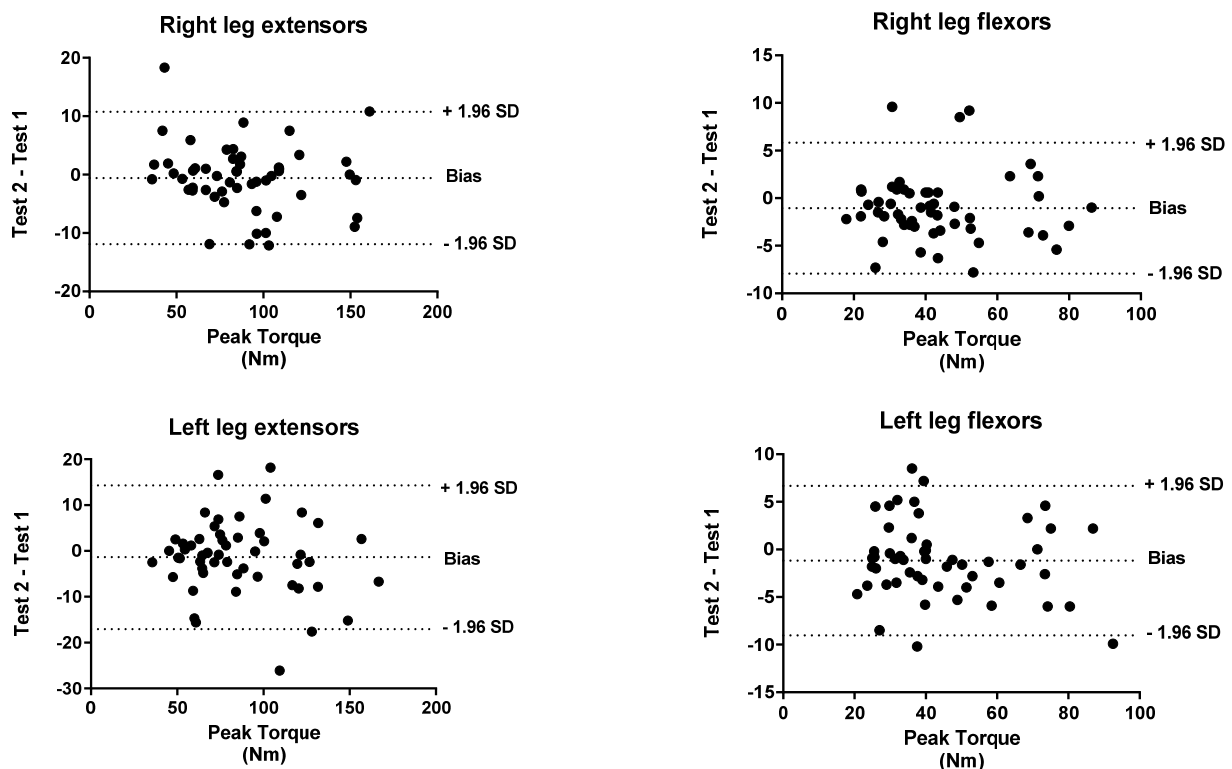 Right leg extensors
20
10
0
-10
-20
0
50
100
150
200
Test 2 - Test 1
+ 1.96 SD
Bias
- 1.96 SD
Peak Torque
(Nm)
Right leg flexors
15
10
5
0
-5
-10
0
20
40
60
80
100
Test 2 - Test 1
+ 1.96 SD
Bias
- 1.96 SD
Peak Torque
(Nm)
Left leg extensors
20
10
0
-10
-20
-30
0
50
100
150
200
Test 2 - Test 1
+ 1.96 SD
Bias
- 1.96 SD
Peak Torque
(Nm)
Left leg flexors
10
5
0
-5
-10
-15
0
20
40
60
80
100
Test 2 - Test 1
+ 1.96 SD
Bias
- 1.96 SD
Peak Torque
(Nm)